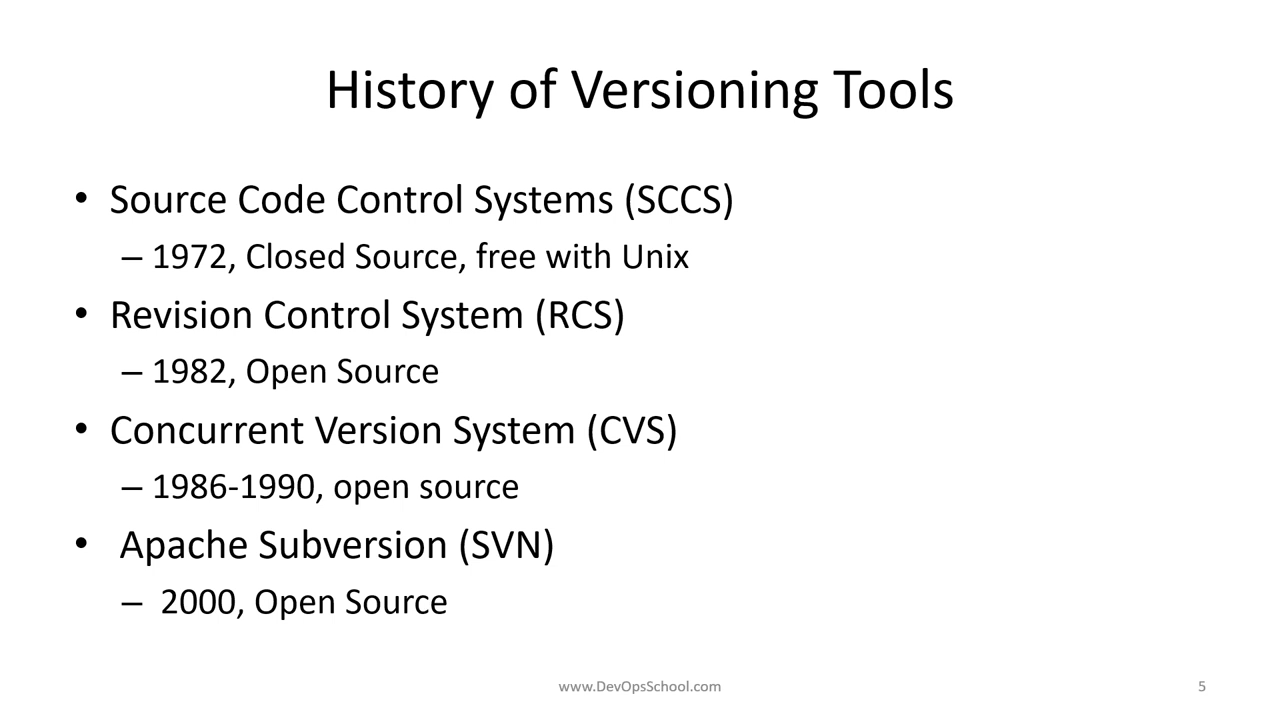 History of Versioning Tools
• Source Code Control Systems (SCCS)
– 1972, Closed Source, free with Unix
• Revision Control System (RCS)
– 1982, Open Source
• Concurrent Version System (CVS)
– 1986-1990, open source
• Apache Subversion (SVN)
– 2000, Open Source
www.DevOpsSchool.com
5